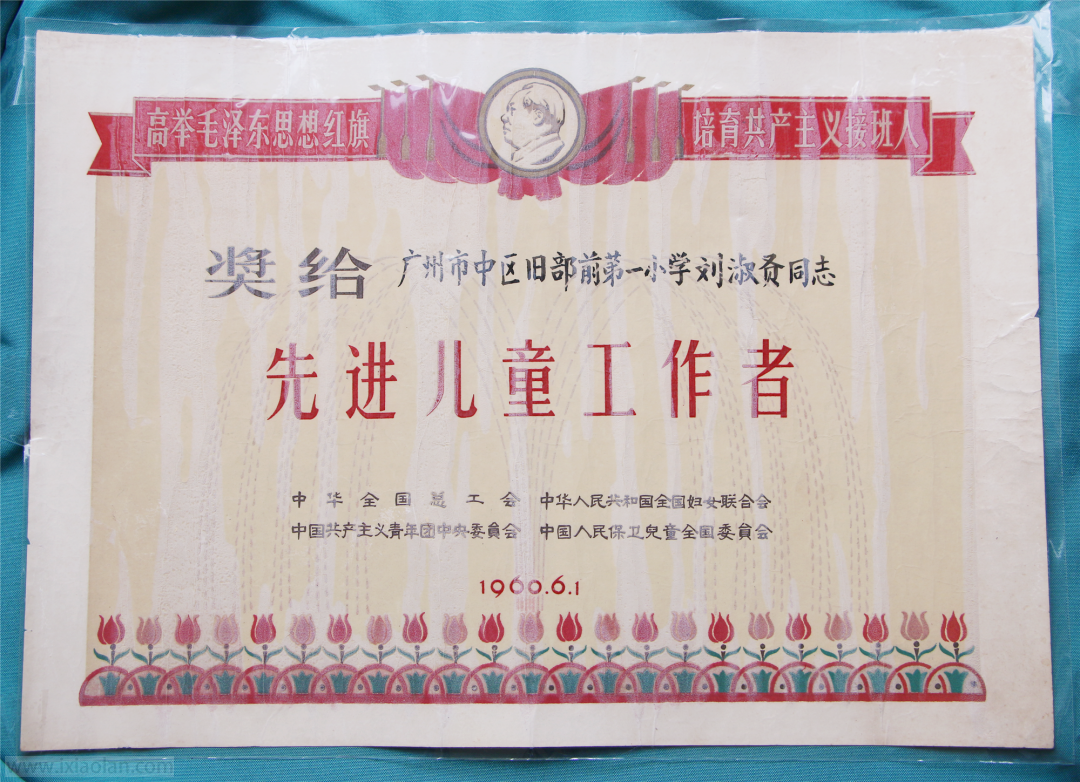 高举毛泽东思想红旗 培育共产主义接班人
奖给 广州市中区旧部前第一小学刘淑贤同志
先进儿童工作者
中华全国总工会 中华人民共和国全国妇女联合会
中国共产主义青年团中央委員会 中国人民保卫兒童全国委員会
1960.6.1
www.ixiaolan.com